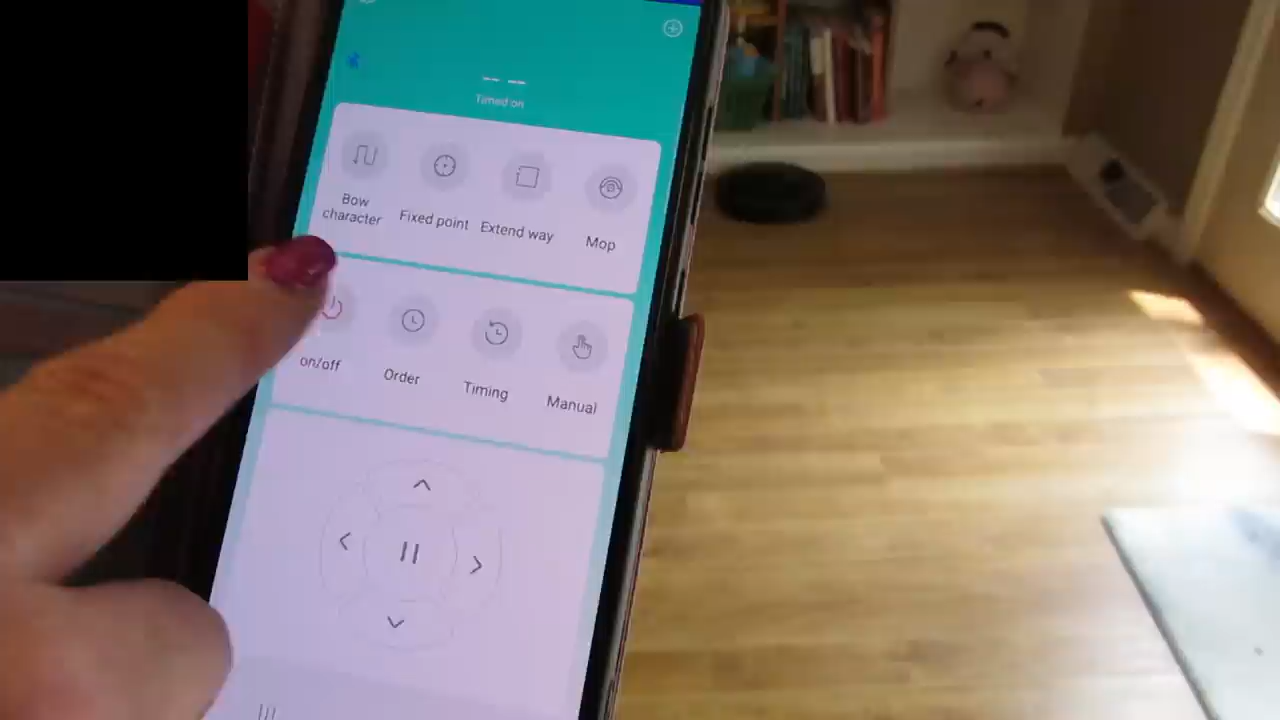 -- --
Timed on
Bow
character
Fixed point
Extend way
Mop
on/off
Order
Timing
Manual